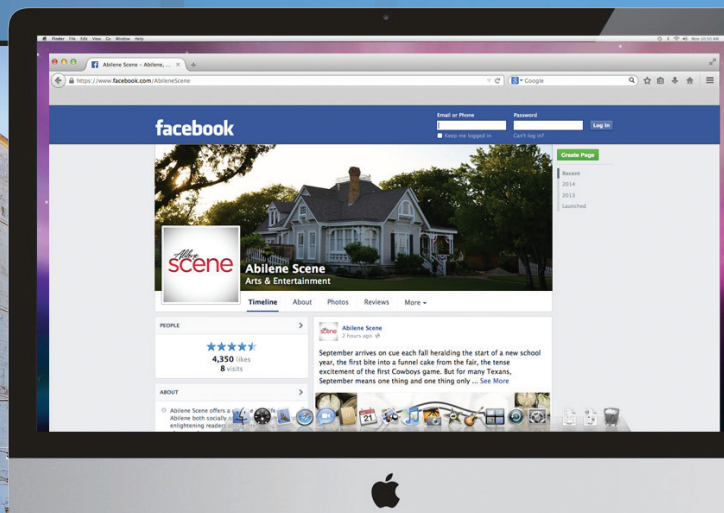 Finder File Edit View Go Window Help
Abilene Scene - Abilene, ...
https://www.facebook.com/AbileneScene
Google
facebook
Email or Phone
Password
Log In
Keep me logged in
Can't log in?
Create Page
Recent
2014
2013
Launched
Abilene
scene
Abilene Scene
Arts & Entertainment
Timeline About Photos Reviews More
PEOPLE
4,350 likes
8 visits
ABOUT
Abilene Scene offers a
Abilene both socially
enlightening readers
scene
Abilene Scene
2 hours ago
September arrives on cue each fall heralding the start of a new school
year, the first bite into a funnel cake from the fair, the tense
excitement of the first Cowboys game. But for many Texans,
September means one thing and one thing only ... See More
21